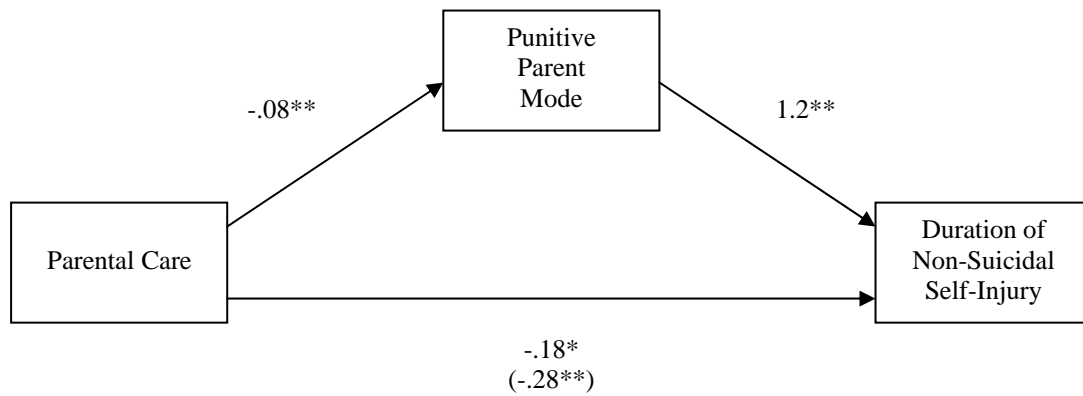 Punitive
Parent
Mode
-.08**
1.2**
Parental Care
Duration of
Non-Suicidal
Self-Injury
-.18*
(-.28**)